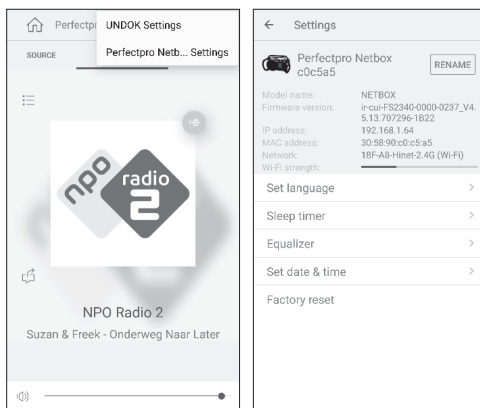 Perfectpr
UNDOK Settings
Perfectpro Netb... Settings
SOURCE
npo
radio
2
NPO Radio 2
Suzan & Freek - Onderweg Naar Later
Settings
Perfectpro Netbox
c0c5a5
RENAME
Model name: NETBOX
Firmware version: ir-cui-FS2340-0000-0237_V4.
5.13.707296-1B22
IP address: 192.168.1.64
MAC address: 30:58:90:c0:c5:a5
Network: 18F-A8-Hinet-2.4G (Wi-Fi)
Wi-Fi strength:
Set language
Sleep timer
Equalizer
Set date & time
Factory reset